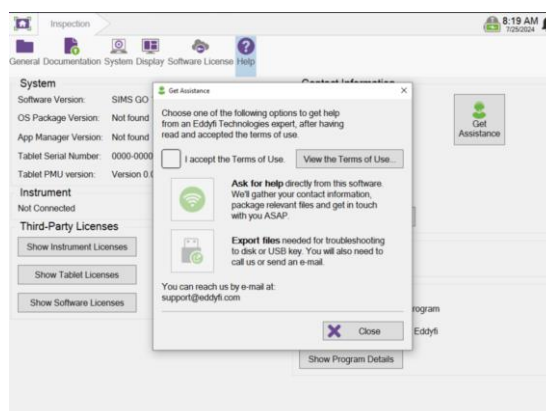 Inspection
8:19 AM
7/29/2024
General Documentation System Display Software License Help
System
Software Version: SIMS GO
OS Package Version: Not found
App Manager Version: Not found
Tablet Serial Number: 0000-0000
Tablet PMU version: Version 0.0
Instrument
Not Connected
Third-Party Licenses
Show Instrument Licenses
Show Tablet Licenses
Show Software Licenses
Contact Information
Get Assistance
Get Assistance
Choose one of the following options to get help
from an Eddyfi Technologies expert, after having
read and accepted the terms of use.
I accept the Terms of Use.
View the Terms of Use...
Ask for help directly from this software.
We'll gather your contact information,
package relevant files and get in touch
with you ASAP.
Export files needed for troubleshooting
to disk or USB key. You will also need to
call us or send an e-mail.
You can reach us by e-mail at:
support@eddyfi.com
Close
rogram
Eddyfi
Show Program Details